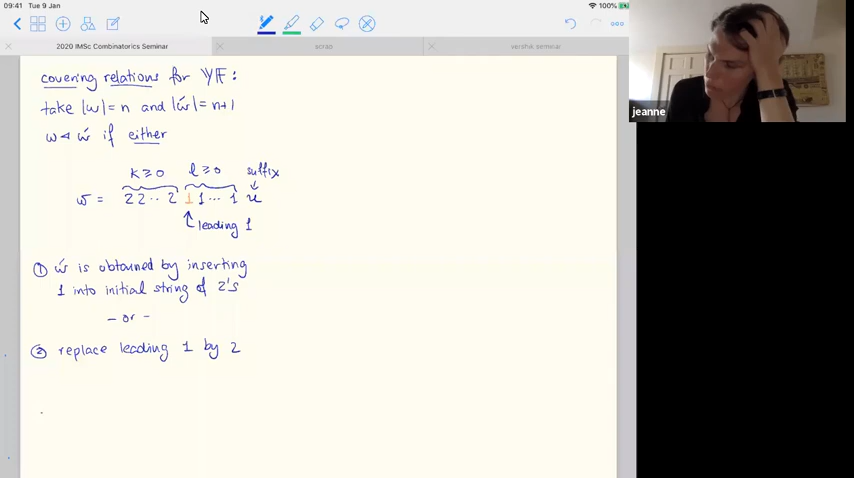 09:41 Tue 9 Jan
100%
2020 IMSc Combinatorics Seminar
scrap
versha seminar
jeanne
covering relations for YF:
take |w| = n and |ẃ| = n+1
w ◁ ẃ if either
k ≥ 0 ℓ ≥ 0 suffix
w = 2 2 ·· 2 1 1 ··· 1 u
leading 1
① ẃ is obtained by inserting
1 into initial string of 2's
– or –
② replace leading 1 by 2